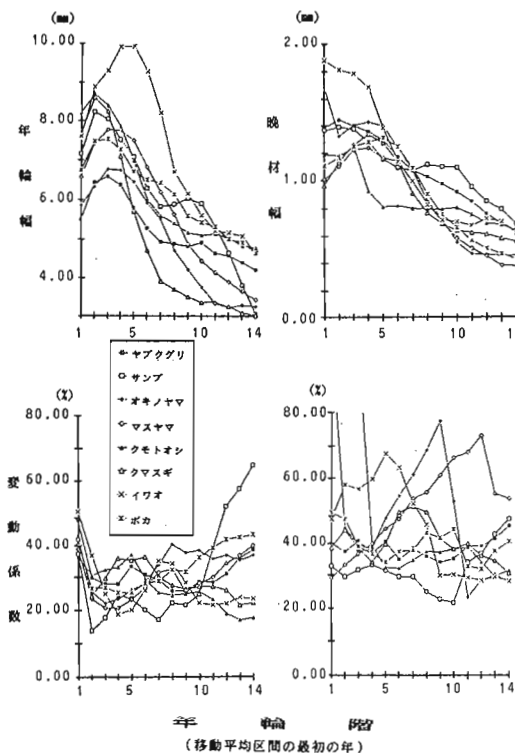 (mm)
10.00
8.00
6.00
4.00
年輪幅
1
5
10
14
(mm)
2.00
1.00
0.00
晩材幅
1
5
10
14
ヤブクグリ
サンブ
オキノヤマ
マスヤマ
クモトオシ
クマスギ
イワオ
ボカ
(%)
80.00
60.00
40.00
20.00
0.00
変動係数
1
5
10
14
(%)
80.00
60.00
40.00
20.00
0.00
1
5
10
14
年輪階
(移動平均区間の最初の年)